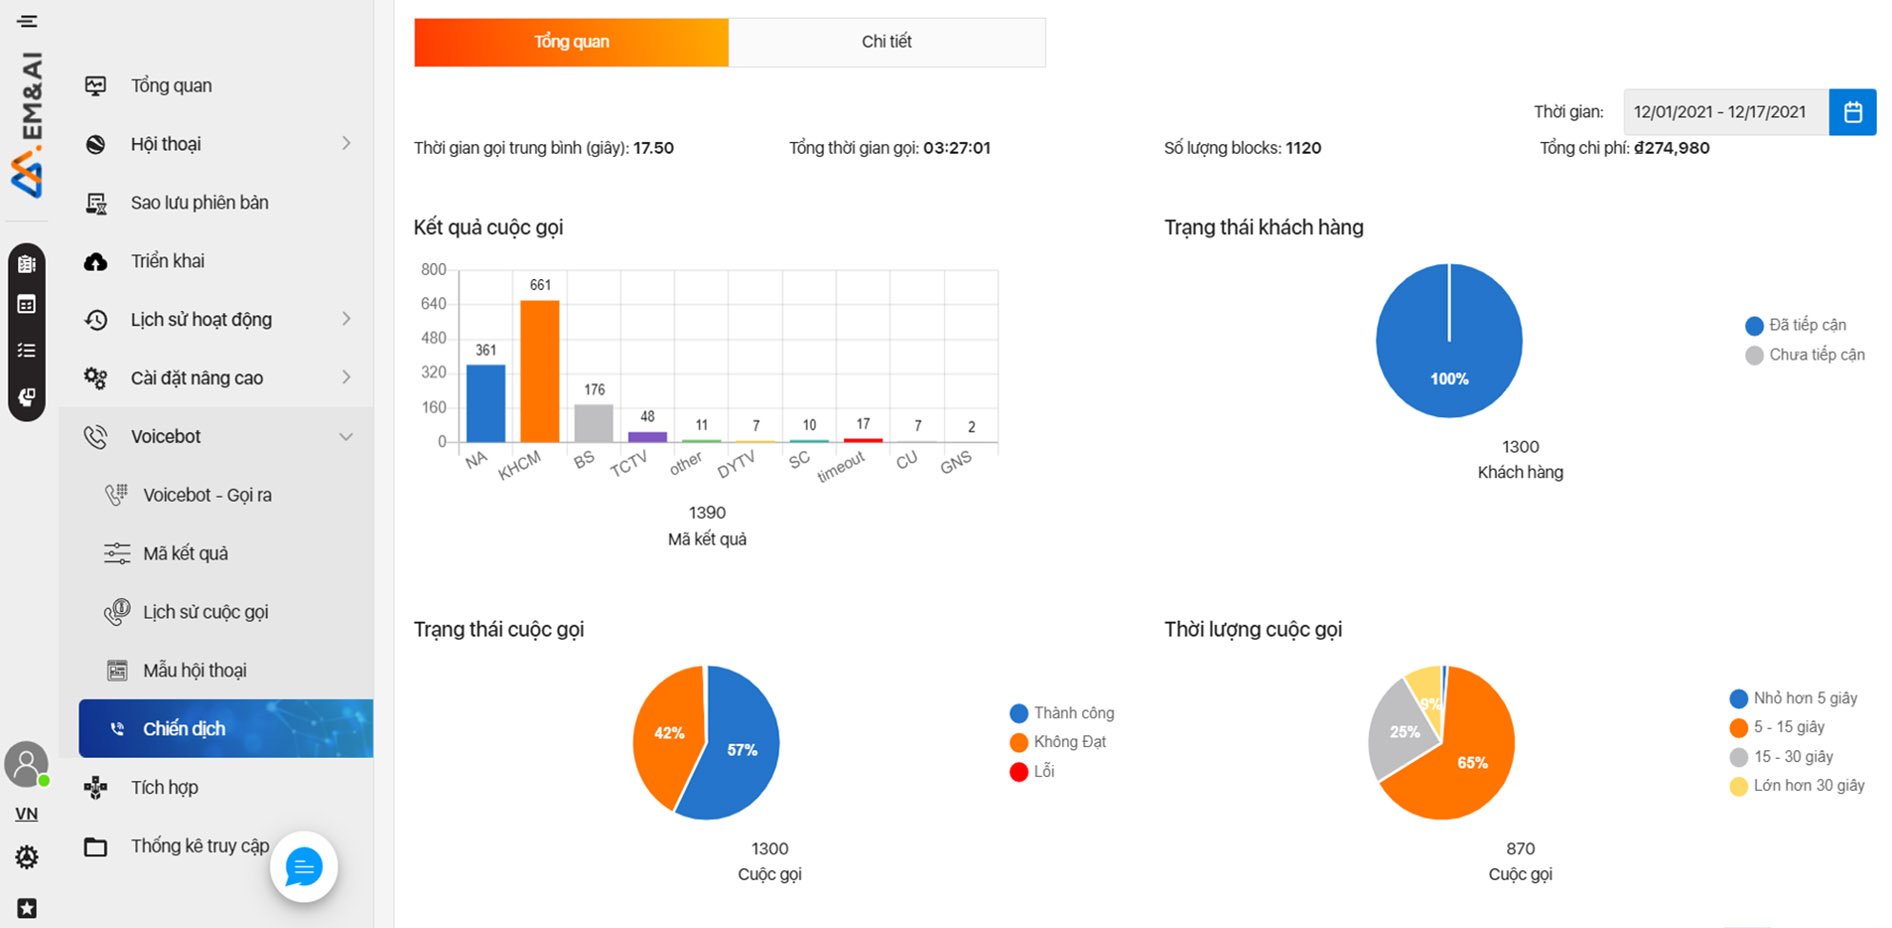 EM&AI
VN
Tổng quan
Hội thoại
Sao lưu phiên bản
Triển khai
Lịch sử hoạt động
Cài đặt nâng cao
Voicebot
Voicebot - Gọi ra
Mã kết quả
Lịch sử cuộc gọi
Mẫu hội thoại
Chiến dịch
Tích hợp
Thống kê truy cập
Tổng quan
Chi tiết
Thời gian: 12/01/2021 - 12/17/2021
Thời gian gọi trung bình (giây): 17.50
Tổng thời gian gọi: 03:27:01
Số lượng blocks: 1120
Tổng chi phí: ₫274,980
Kết quả cuộc gọi
800
640
480
320
160
0
361
661
176
48
11
7
10
17
7
2
NA
KHCM
BS
TCTV
other
DYTV
SC
timeout
CU
GNS
1390
Mã kết quả
Trạng thái khách hàng
100%
Đã tiếp cận
Chưa tiếp cận
1300
Khách hàng
Trạng thái cuộc gọi
42%
57%
Thành công
Không Đạt
Lỗi
1300
Cuộc gọi
Thời lượng cuộc gọi
9%
25%
65%
Nhỏ hơn 5 giây
5 - 15 giây
15 - 30 giây
Lớn hơn 30 giây
870
Cuộc gọi